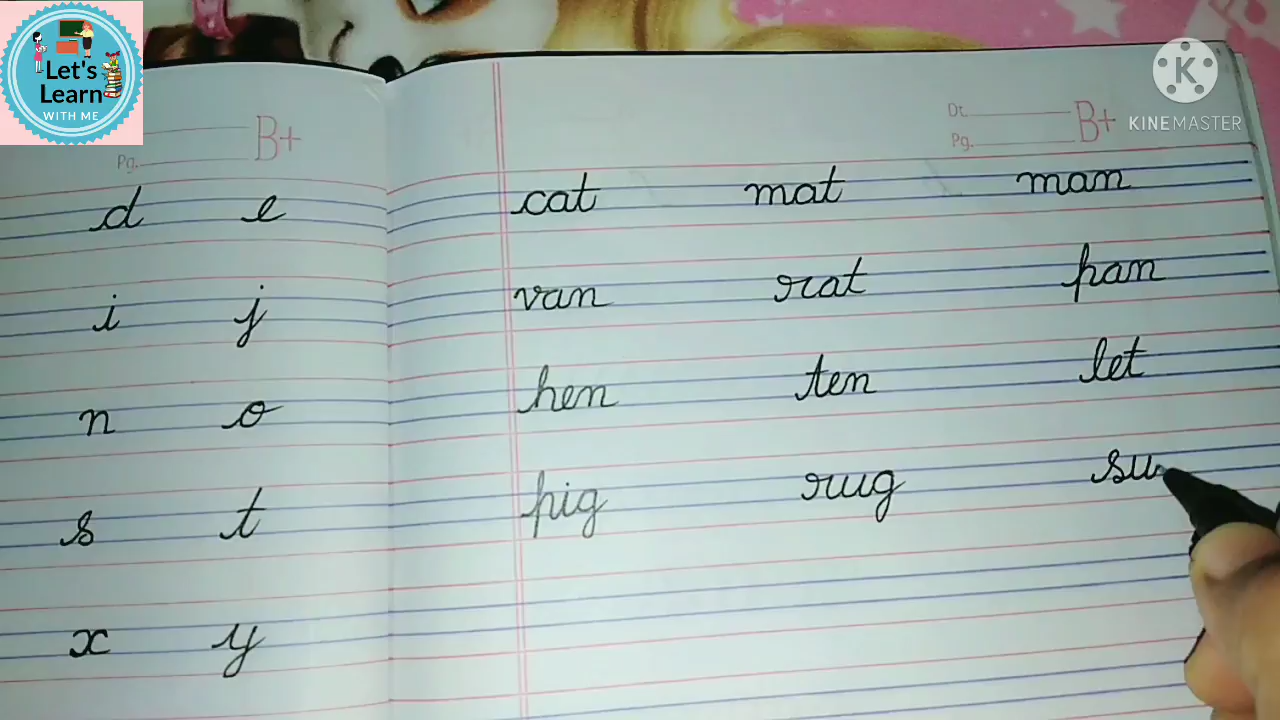 Let's
Learn
WITH ME
KINEMASTER
Pg. B+
d e
i j
n o
s t
x y
Dt.
Pg. B+
cat mat man
van rat pan
hen ten let
pig rug su